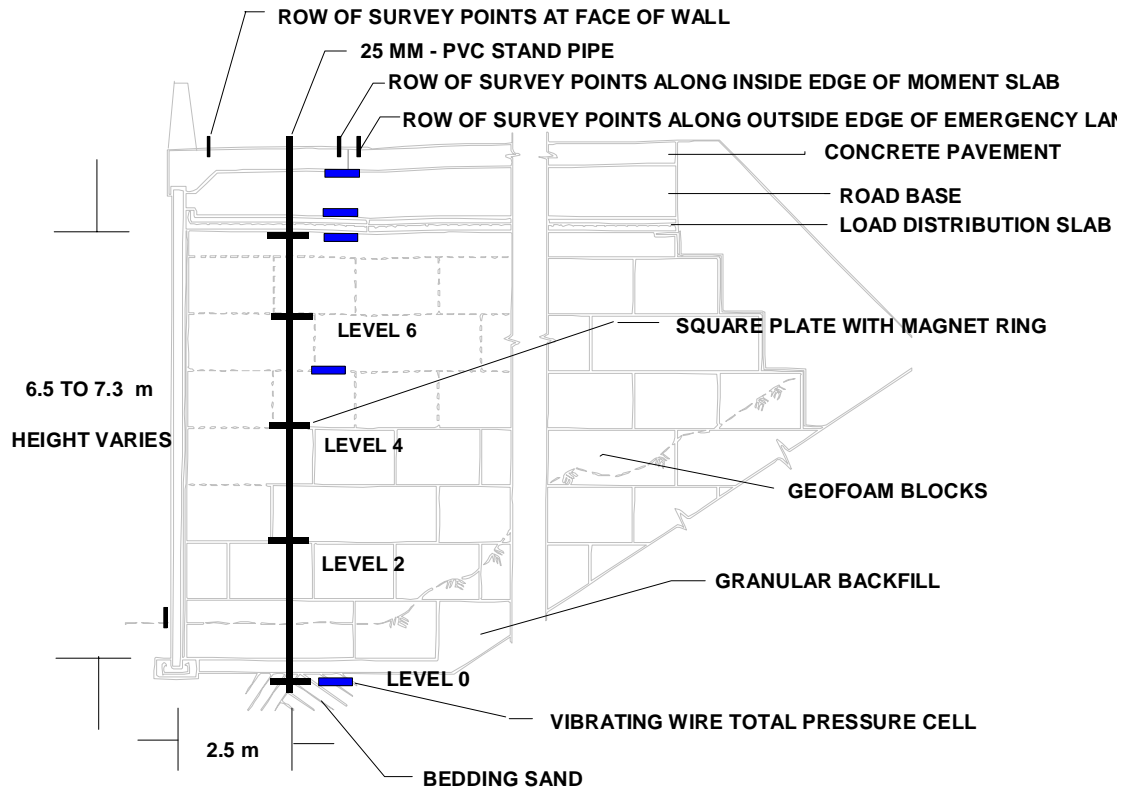 ROW OF SURVEY POINTS AT FACE OF WALL
25 MM - PVC STAND PIPE
ROW OF SURVEY POINTS ALONG INSIDE EDGE OF MOMENT SLAB
ROW OF SURVEY POINTS ALONG OUTSIDE EDGE OF EMERGENCY LAN
CONCRETE PAVEMENT
ROAD BASE
LOAD DISTRIBUTION SLAB
LEVEL 6
SQUARE PLATE WITH MAGNET RING
6.5 TO 7.3 m
HEIGHT VARIES
LEVEL 4
GEOFOAM BLOCKS
LEVEL 2
GRANULAR BACKFILL
LEVEL 0
VIBRATING WIRE TOTAL PRESSURE CELL
2.5 m
BEDDING SAND